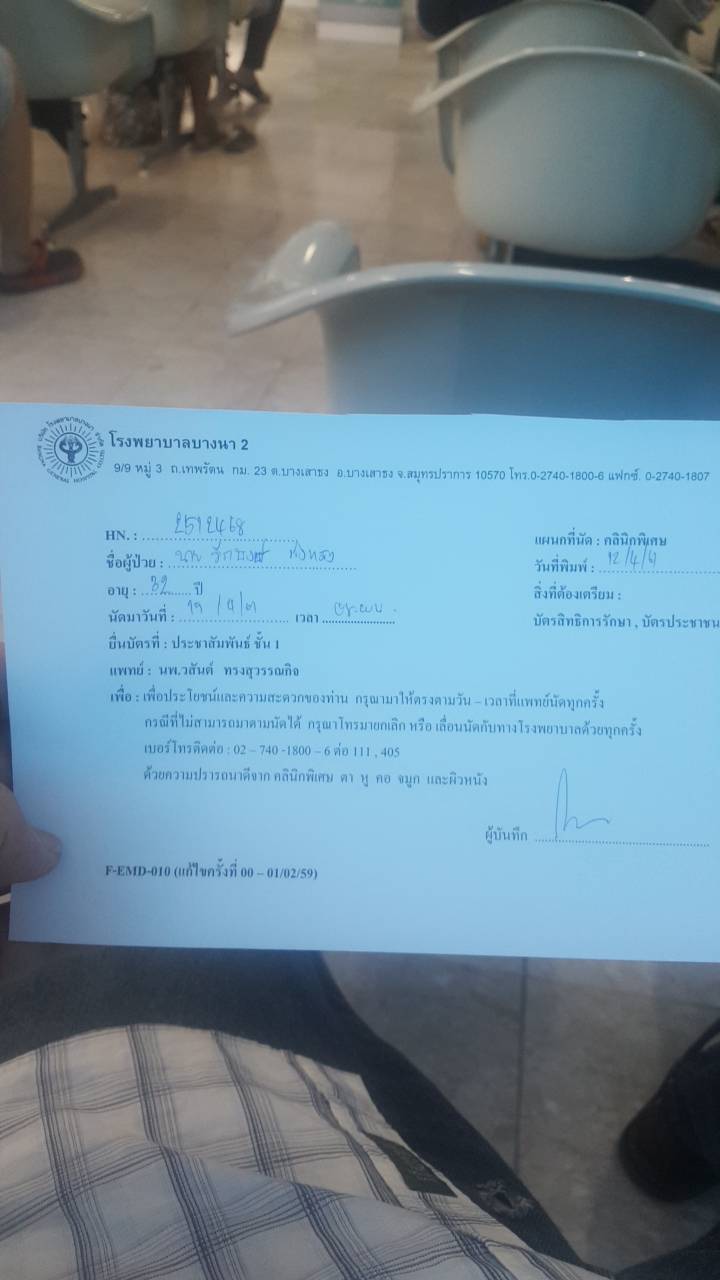 โรงพยาบาลบางนา 2
9/9 หมู่ 3 ถ.เทพรัตน กม. 23 ต.บางเสาธง อ.บางเสาธง จ.สมุทรปราการ 10570 โทร.0-2740-1800-6 แฟกซ์. 0-2740-1807
HN. :
แผนกที่นัด : คลินิกพิเศษ
ชื่อผู้ป่วย : นาย
วันที่พิมพ์ : 12/4/61
อายุ : 32 ปี
สิ่งที่ต้องเตรียม :
นัดมาวันที่ : เวลา
บัตรสิทธิการรักษา , บัตรประชาชน
ยื่นบัตรที่ : ประชาสัมพันธ์ ชั้น 1
แพทย์ : นพ.วสันต์ ทรงสุวรรณกิจ
เพื่อ : เพื่อประโยชน์และความสะดวกของท่าน กรุณามาให้ตรงตามวัน – เวลาที่แพทย์นัดทุกครั้ง
กรณีที่ไม่สามารถมาตามนัดได้ กรุณาโทรมายกเลิก หรือ เลื่อนนัดกับทางโรงพยาบาลด้วยทุกครั้ง
เบอร์โทรติดต่อ : 02 – 740 -1800 – 6 ต่อ 111 , 405
ด้วยความปรารถนาดีจาก คลินิกพิเศษ ตา หู คอ จมูก และผิวหนัง
ผู้บันทึก
F-EMD-010 (แก้ไขครั้งที่ 00 – 01/02/59)